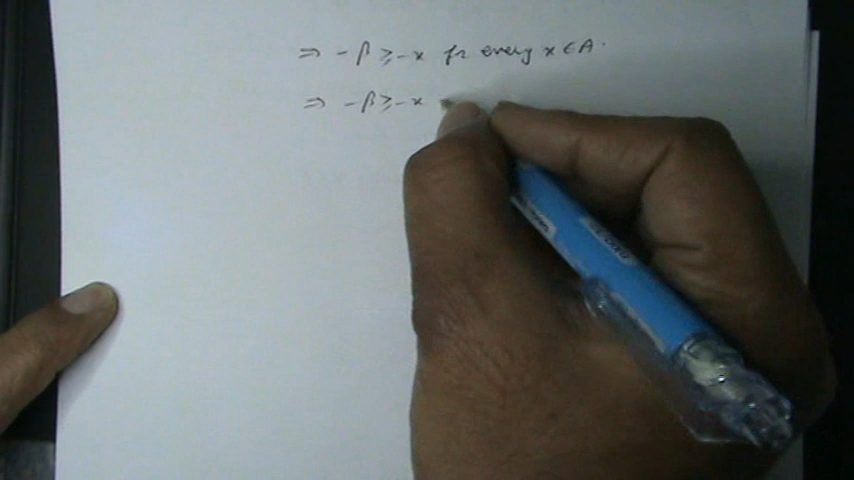 ⇒ -β ≥ -x for every x ∈ A.
⇒ -β ≥ -x